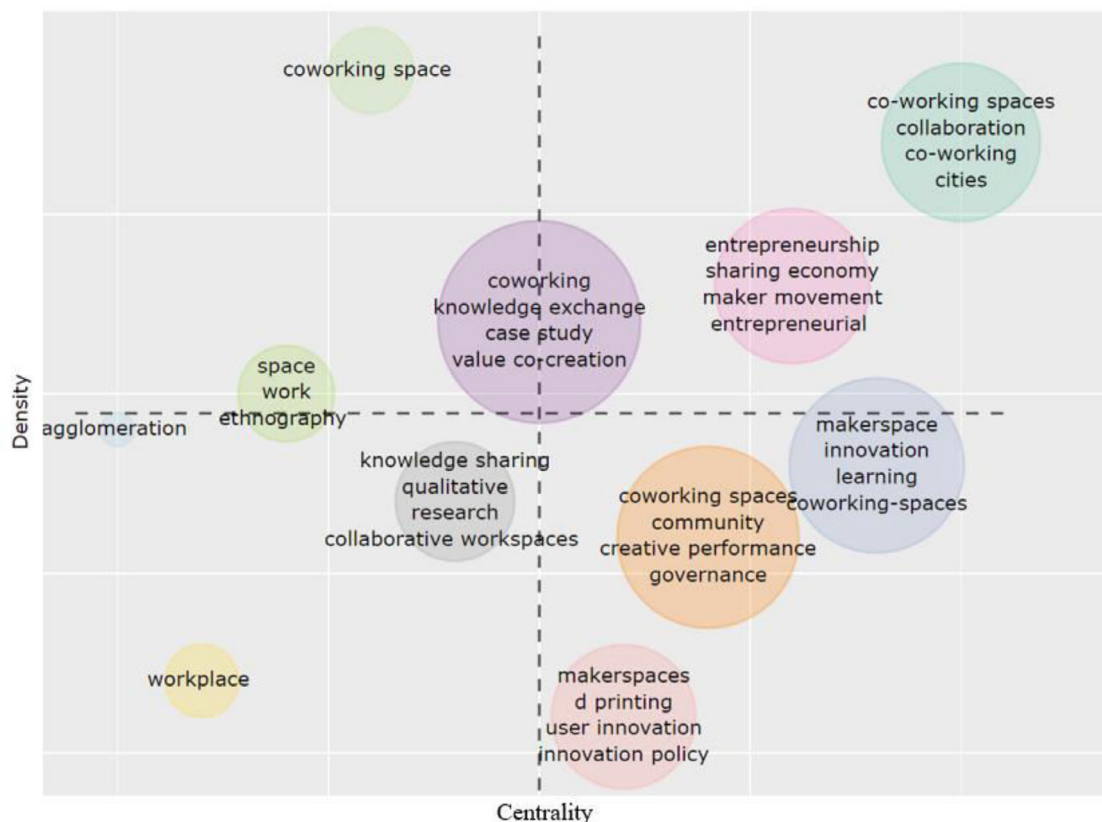 coworking space
co-working spaces
collaboration
co-working
cities
entrepreneurship
sharing economy
maker movement
entrepreneurial
coworking
knowledge exchange
case study
value co-creation
space
work
ethnography
agglomeration
makerspace
innovation
learning
coworking-spaces
knowledge sharing
qualitative
research
collaborative workspaces
coworking spaces
community
creative performance
governance
workplace
makerspaces
d printing
user innovation
innovation policy
Density
Centrality